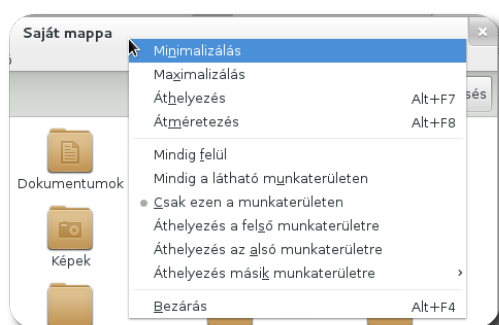 Saját mappa
Minimalizálás
Maximalizálás
sés
Áthelyezés Alt+F7
Átméretezés Alt+F8
Mindig felül
Dokumentumok
Mindig a látható munkaterületen
Csak ezen a munkaterületen
Áthelyezés a felső munkaterületre
Áthelyezés az alsó munkaterületre
Képek
Áthelyezés másik munkaterületre
Bezárás Alt+F4